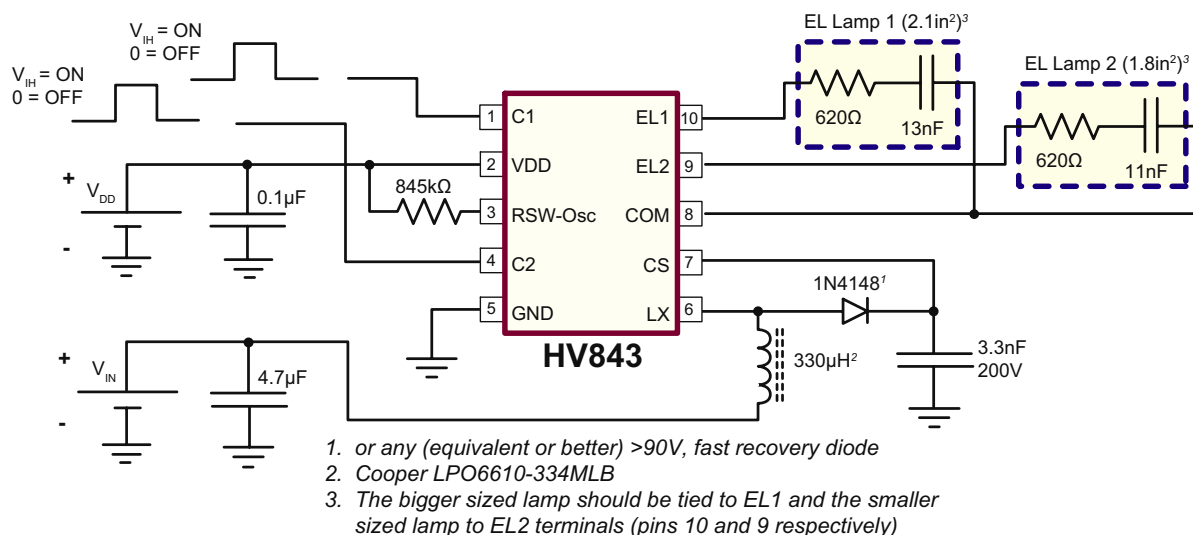 EL Lamp 1 (2.1in²)³
V_IH = ON
0 = OFF
EL Lamp 2 (1.8in²)³
V_IH = ON
0 = OFF
620Ω
13nF
620Ω
11nF
1 C1
EL1 10
2 VDD
EL2 9
845kΩ
3 RSW-Osc
COM 8
4 C2
CS 7
5 GND
LX 6
HV843
+
V_DD
-
0.1µF
1N4148¹
330µH²
3.3nF
200V
+
V_IN
-
4.7µF
1. or any (equivalent or better) >90V, fast recovery diode
2. Cooper LPO6610-334MLB
3. The bigger sized lamp should be tied to EL1 and the smaller
sized lamp to EL2 terminals (pins 10 and 9 respectively)